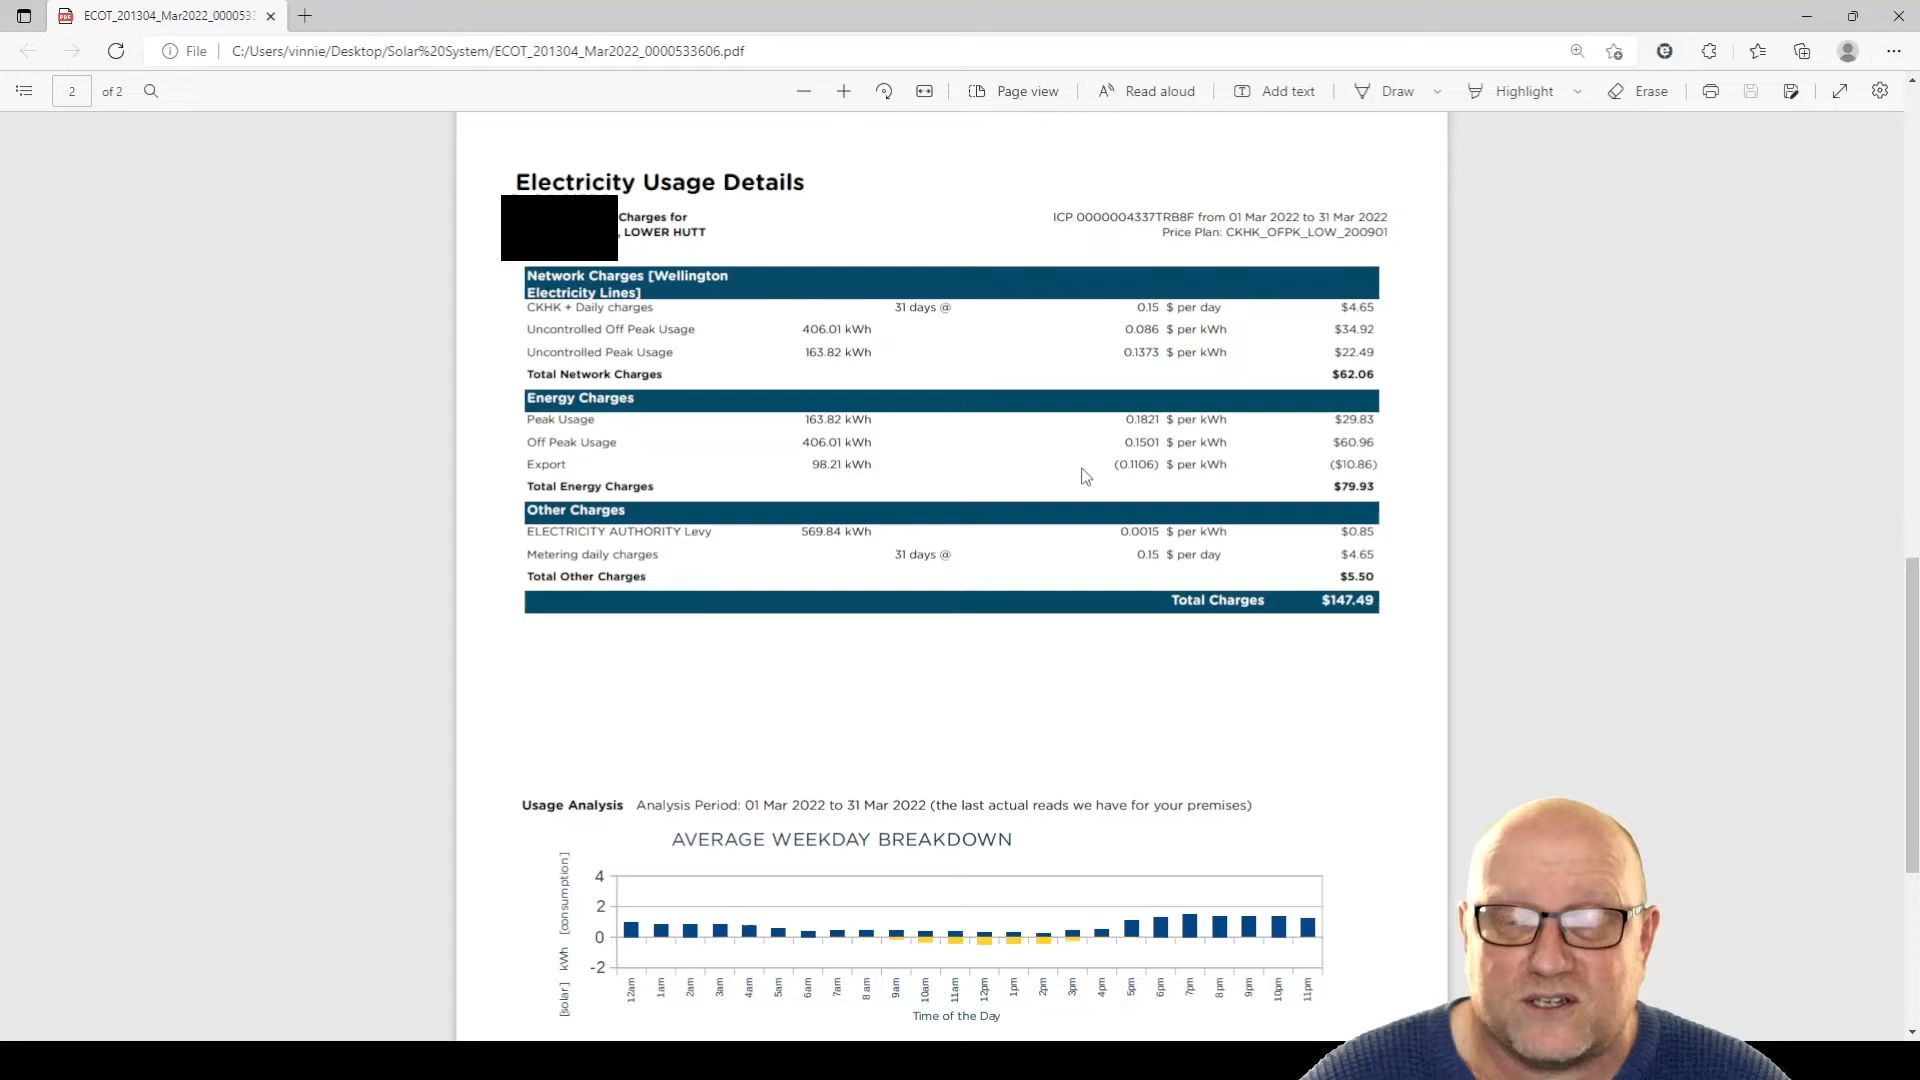 ECOT_201304_Mar2022_0000533
File C:/Users/vinnie/Desktop/Solar%20System/ECOT_201304_Mar2022_0000533606.pdf
2 of 2 Page view Read aloud Add text Draw Highlight Erase
Electricity Usage Details
Charges for
, LOWER HUTT
ICP 0000004337TRB8F from 01 Mar 2022 to 31 Mar 2022
Price Plan: CKHK_OFPK_LOW_200901
Network Charges [Wellington
Electricity Lines]
CKHK + Daily charges 31 days @ 0.15 $ per day $4.65
Uncontrolled Off Peak Usage 406.01 kWh 0.086 $ per kWh $34.92
Uncontrolled Peak Usage 163.82 kWh 0.1373 $ per kWh $22.49
Total Network Charges $62.06
Energy Charges
Peak Usage 163.82 kWh 0.1821 $ per kWh $29.83
Off Peak Usage 406.01 kWh 0.1501 $ per kWh $60.96
Export 98.21 kWh (0.1106) $ per kWh ($10.86)
Total Energy Charges $79.93
Other Charges
ELECTRICITY AUTHORITY Levy 569.84 kWh 0.0015 $ per kWh $0.85
Metering daily charges 31 days @ 0.15 $ per day $4.65
Total Other Charges $5.50
Total Charges $147.49
Usage Analysis Analysis Period: 01 Mar 2022 to 31 Mar 2022 (the last actual reads we have for your premises)
AVERAGE WEEKDAY BREAKDOWN
[solar] kWh [consumption]
4
2
0
-2
12am 1am 2am 3am 4am 5am 6am 7am 8am 9am 10am 11am 12pm 1pm 2pm 3pm 4pm 5pm 6pm 7pm 8pm 9pm 10pm 11pm
Time of the Day